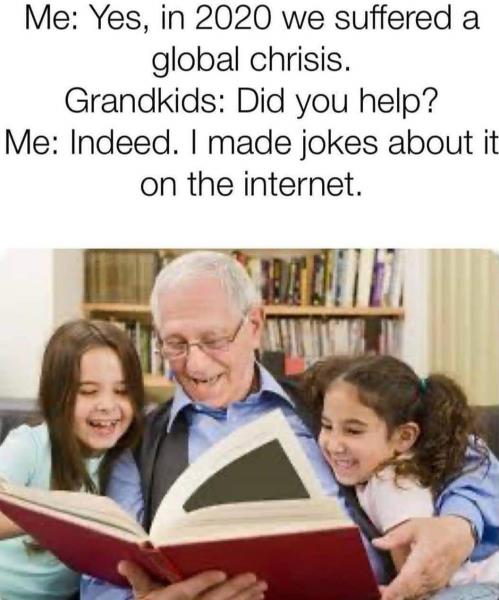 Me: Yes, in 2020 we suffered a
global chrisis.
Grandkids: Did you help?
Me: Indeed. I made jokes about it
on the internet.